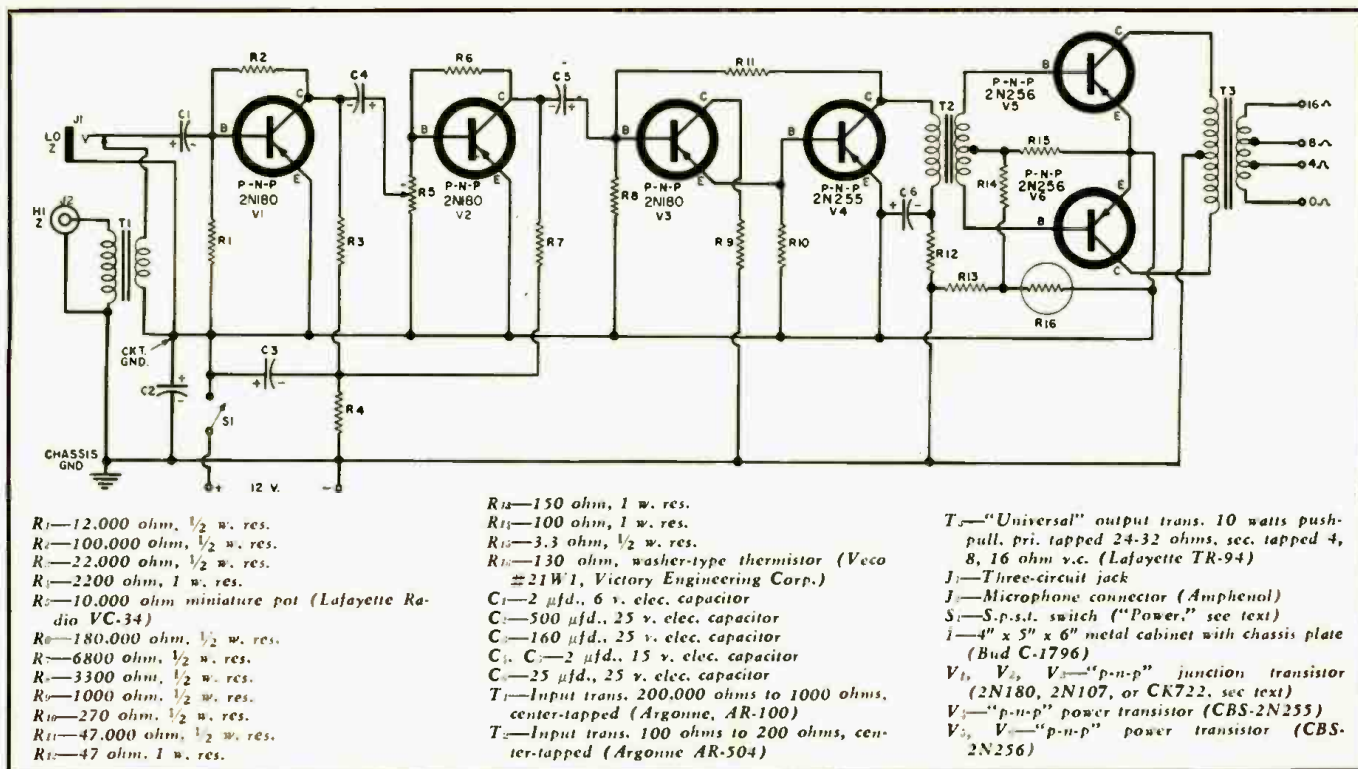 R2
R6
R11
C4
C5
C
B
E
P-N-P
2N180
V1
P-N-P
2N180
V2
P-N-P
2N180
V3
P-N-P
2N255
V4
P-N-P
2N256
V5
P-N-P
2N256
V6
J1
LO
Z
C1
J2
HI
Z
T1
R1
R3
R5
R7
R8
R9
R10
C6
R12
T2
R14
R15
R13
R16
T3
16
8
4
0
CKT.
GND.
C2
C3
S1
R4
CHASSIS
GND
+ 12 V. -
R1—12.000 ohm, 1/2 w. res.
R2—100.000 ohm, 1/2 w. res.
R3—22.000 ohm, 1/2 w. res.
R4—2200 ohm, 1 w. res.
R5—10.000 ohm miniature pot (Lafayette Ra-
dio VC-34)
R6—180.000 ohm, 1/2 w. res.
R7—6800 ohm, 1/2 w. res.
R8—3300 ohm, 1/2 w. res.
R9—1000 ohm, 1/2 w. res.
R10—270 ohm, 1/2 w. res.
R11—47.000 ohm, 1/2 w. res.
R12—47 ohm, 1 w. res.
R13—150 ohm, 1 w. res.
R14—100 ohm, 1 w. res.
R15—3.3 ohm, 1/2 w. res.
R16—130 ohm, washer-type thermistor (Veco
#21W1, Victory Engineering Corp.)
C1—2 μfd., 6 v. elec. capacitor
C2—500 μfd., 25 v. elec. capacitor
C3—160 μfd., 25 v. elec. capacitor
C4, C5—2 μfd., 15 v. elec. capacitor
C6—25 μfd., 25 v. elec. capacitor
T1—Input trans. 200.000 ohms to 1000 ohms,
center-tapped (Argonne, AR-100)
T2—Input trans. 100 ohms to 200 ohms, cen-
ter-tapped (Argonne AR-504)
T3—"Universal" output trans. 10 watts push-
pull, pri. tapped 24-32 ohms, sec. tapped 4,
8, 16 ohm v.c. (Lafayette TR-94)
J1—Three-circuit jack
J2—Microphone connector (Amphenol)
S1—S.p.s.t. switch ("Power," see text)
1—4" x 5" x 6" metal cabinet with chassis plate
(Bud C-1796)
V1, V2, V3—"p-n-p" junction transistor
(2N180, 2N107, or CK722, see text)
V4—"p-n-p" power transistor (CBS-2N255)
V5, V6—"p-n-p" power transistor (CBS-
2N256)